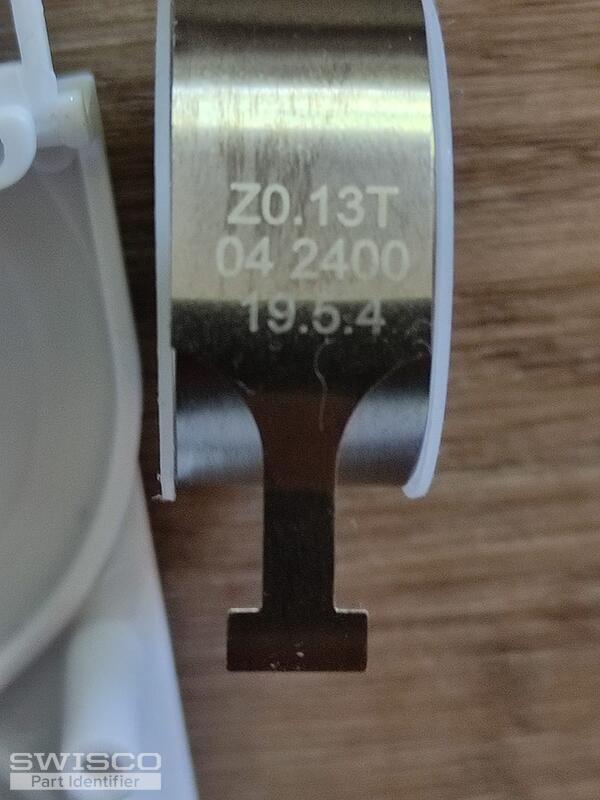 Z0.13T
04 2400
19.5.4
SWISCO
Part Identifier